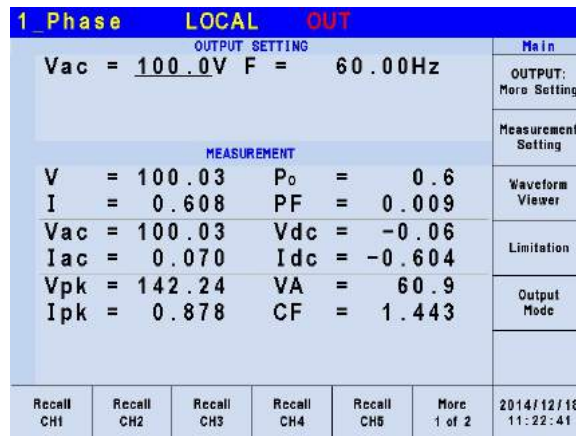 1_Phase LOCAL OUT
OUTPUT SETTING
Vac = 100.0V F = 60.00Hz
MEASUREMENT
V = 100.03 Po = 0.6
I = 0.608 PF = 0.009
Vac = 100.03 Vdc = -0.06
Iac = 0.070 Idc = -0.604
Vpk = 142.24 VA = 60.9
Ipk = 0.878 CF = 1.443
Main
OUTPUT:
More Setting
Measurement
Setting
Waveform
Viewer
Limitation
Output
Mode
Recall
CH1
Recall
CH2
Recall
CH3
Recall
CH4
Recall
CH5
More
1 of 2
2014/12/18
11:22:41